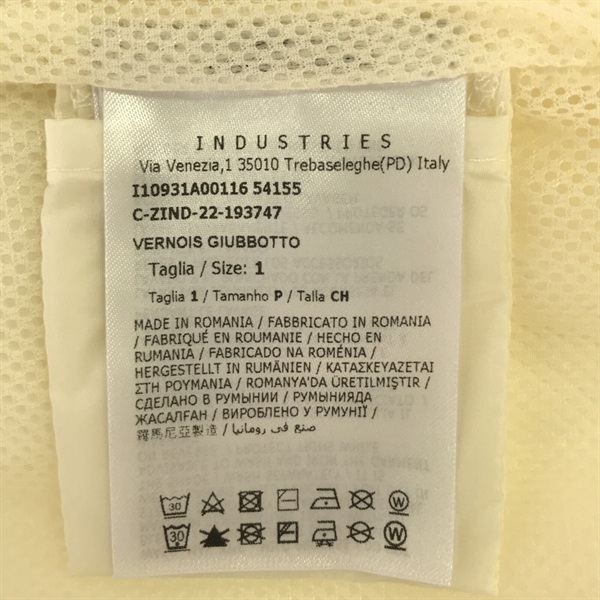 INDUSTRIES
Via Venezia,1 35010 Trebaseleghe(PD) Italy
I10931A00116 54155
C-ZIND-22-193747
VERNOIS GIUBBOTTO
Taglia / Size: 1
Taglia 1 / Tamanho P / Talla CH
MADE IN ROMANIA / FABBRICATO IN ROMANIA
/ FABRIQUÉ EN ROUMANIE / HECHO EN
RUMANIA / FABRICADO NA ROMÉNIA /
HERGESTELLT IN RUMÄNIEN / ΚΑΤΑΣΚΕΥΑΖΕΤΑΙ
ΣΤΗ ΡΟΥΜΑΝΙΑ / ROMANYA'DA ÜRETILMIŞTIR /
СДЕЛАНО В РУМЫНИИ / РУМЫНИЯДА
ЖАСАЛҒАН / ВИРОБЛЕНО У РУМУНІЇ /
羅馬尼亞製造 / صنع في رومانيا
30 W
30 W